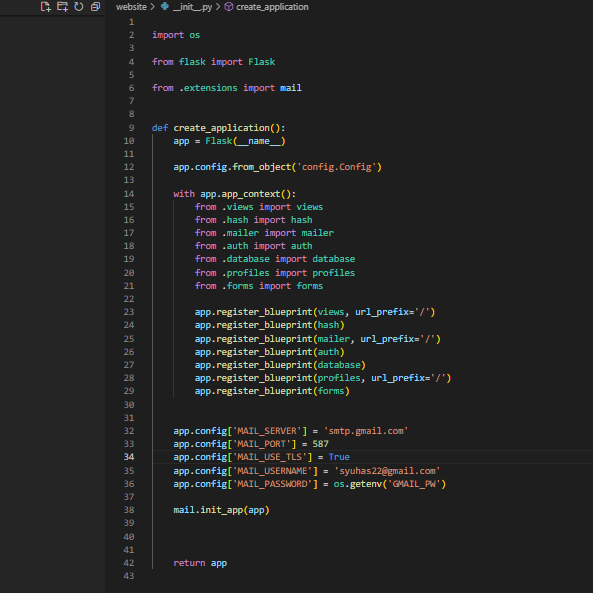 website > __init__.py > create_application
1
2 import os
3
4 from flask import Flask
5
6 from .extensions import mail
7
8
9 def create_application():
10 app = Flask(__name__)
11
12 app.config.from_object('config.Config')
13
14 with app.app_context():
15 from .views import views
16 from .hash import hash
17 from .mailer import mailer
18 from .auth import auth
19 from .database import database
20 from .profiles import profiles
21 from .forms import forms
22
23 app.register_blueprint(views, url_prefix='/')
24 app.register_blueprint(hash)
25 app.register_blueprint(mailer, url_prefix='/')
26 app.register_blueprint(auth)
27 app.register_blueprint(database)
28 app.register_blueprint(profiles, url_prefix='/')
29 app.register_blueprint(forms)
30
31
32 app.config['MAIL_SERVER'] = 'smtp.gmail.com'
33 app.config['MAIL_PORT'] = 587
34 app.config['MAIL_USE_TLS'] = True
35 app.config['MAIL_USERNAME'] = 'syuhas22@gmail.com'
36 app.config['MAIL_PASSWORD'] = os.getenv('GMAIL_PW')
37
38 mail.init_app(app)
39
40
41
42 return app
43